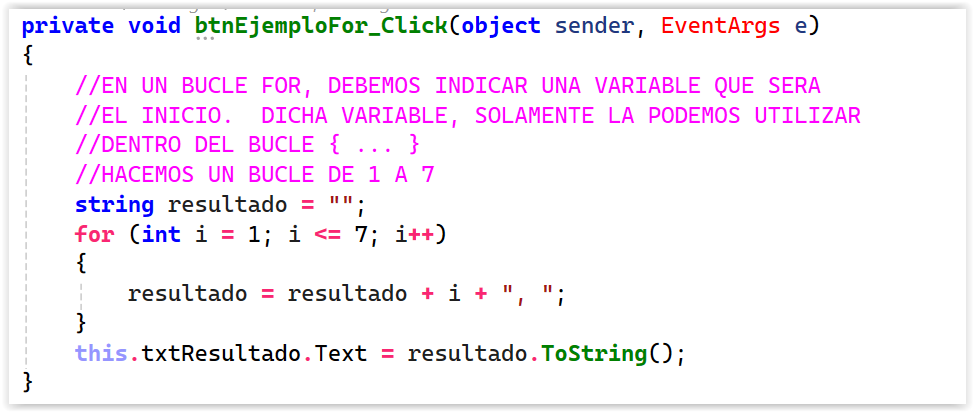 private void btnEjemploFor_Click(object sender, EventArgs e)
{
    //EN UN BUCLE FOR, DEBEMOS INDICAR UNA VARIABLE QUE SERA
    //EL INICIO.  DICHA VARIABLE, SOLAMENTE LA PODEMOS UTILIZAR
    //DENTRO DEL BUCLE { ... }
    //HACEMOS UN BUCLE DE 1 A 7
    string resultado = "";
    for (int i = 1; i <= 7; i++)
    {
        resultado = resultado + i + ", ";
    }
    this.txtResultado.Text = resultado.ToString();
}